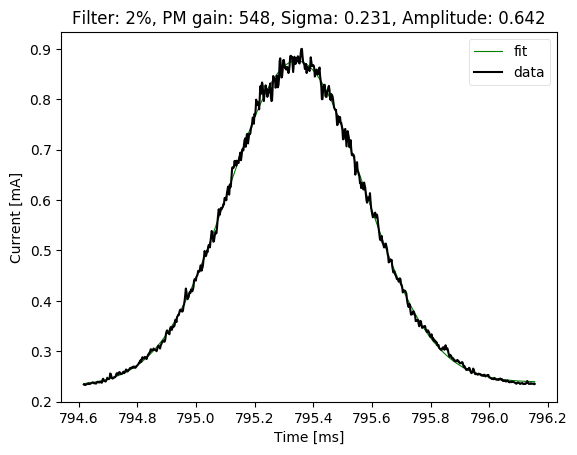 Filter: 2%, PM gain: 548, Sigma: 0.231, Amplitude: 0.642
fit
data
Current [mA]
0.9
0.8
0.7
0.6
0.5
0.4
0.3
0.2
794.6 794.8 795.0 795.2 795.4 795.6 795.8 796.0 796.2
Time [ms]